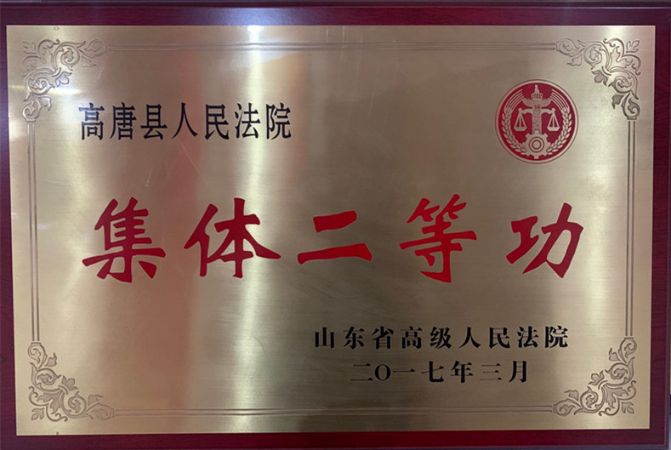 高唐县人民法院
集体二等功
山东省高级人民法院
二〇一七年三月